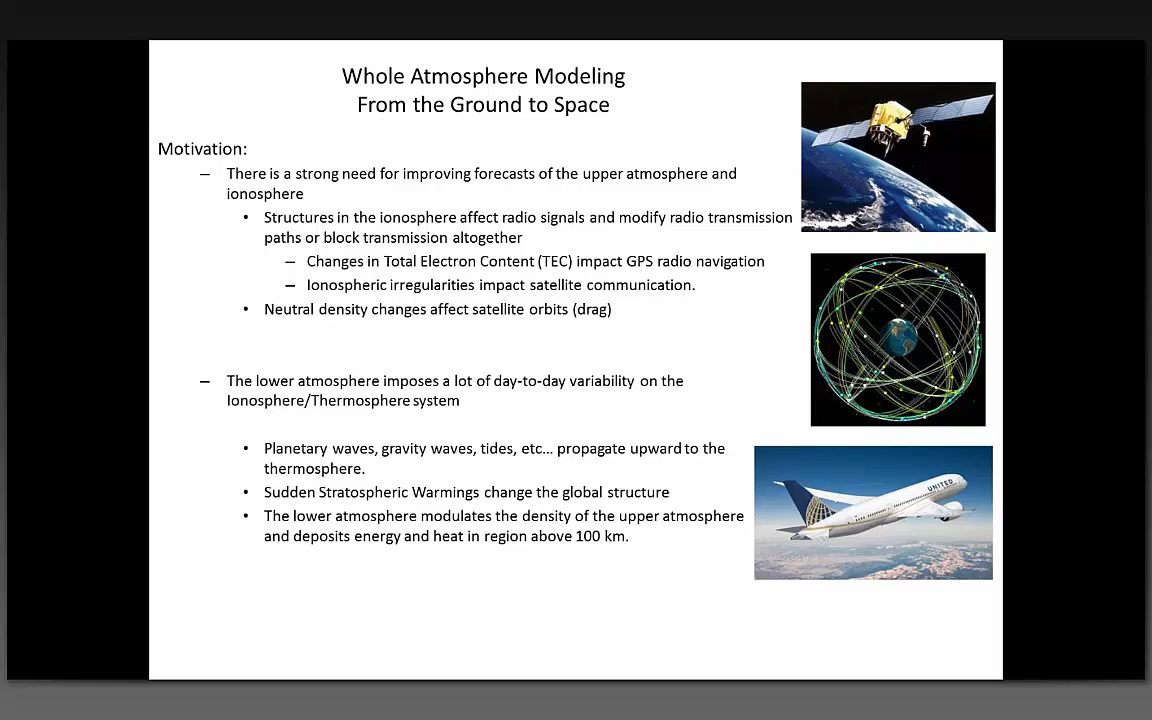 Whole Atmosphere Modeling
From the Ground to Space
Motivation:
– There is a strong need for improving forecasts of the upper atmosphere and
ionosphere
• Structures in the ionosphere affect radio signals and modify radio transmission
paths or block transmission altogether
– Changes in Total Electron Content (TEC) impact GPS radio navigation
– Ionospheric irregularities impact satellite communication.
• Neutral density changes affect satellite orbits (drag)
– The lower atmosphere imposes a lot of day-to-day variability on the
Ionosphere/Thermosphere system
• Planetary waves, gravity waves, tides, etc... propagate upward to the
thermosphere.
• Sudden Stratospheric Warmings change the global structure
• The lower atmosphere modulates the density of the upper atmosphere
and deposits energy and heat in region above 100 km.
UNITED